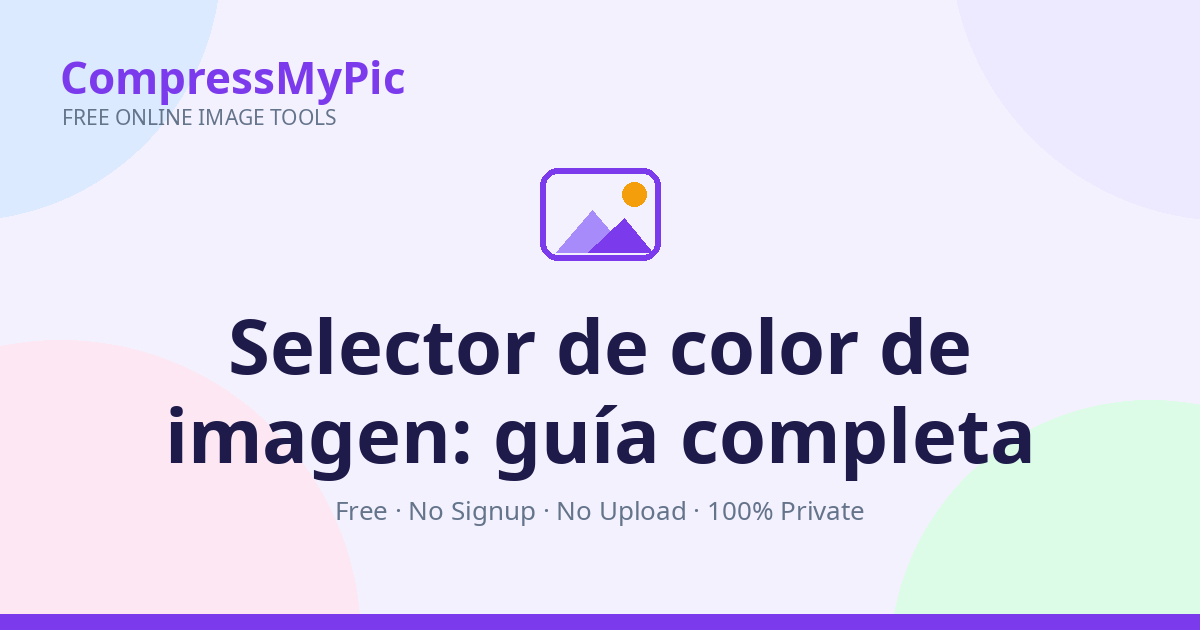 CompressMyPic
FREE ONLINE IMAGE TOOLS
Selector de color de
imagen: guía completa
Free · No Signup · No Upload · 100% Private